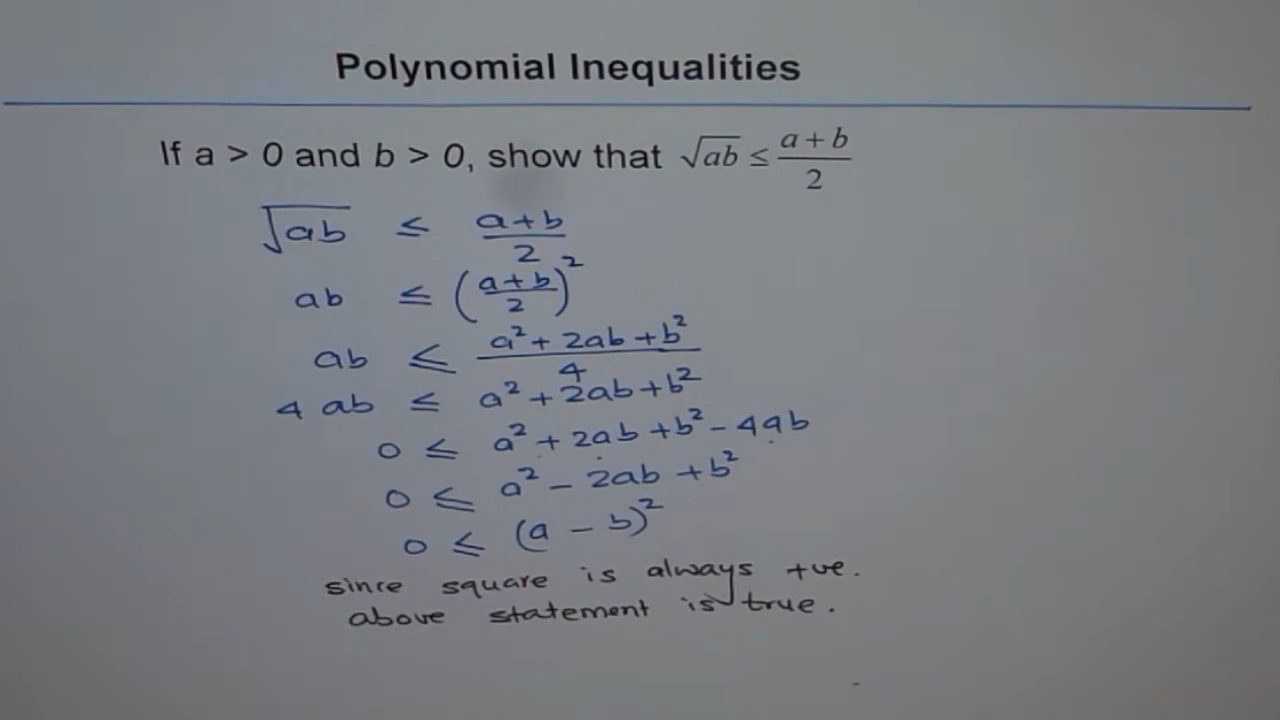 Polynomial Inequalities
If a > 0 and b > 0, show that √ab ≤ (a + b)/2
√ab ≤ (a+b)/2
ab ≤ ((a+b)/2)²
ab ≤ (a² + 2ab + b²)/4
4 ab ≤ a² + 2ab + b²
0 ≤ a² + 2ab + b² - 4ab
0 ≤ a² - 2ab + b²
0 ≤ (a - b)²
since square is always +ve.
above statement is true.